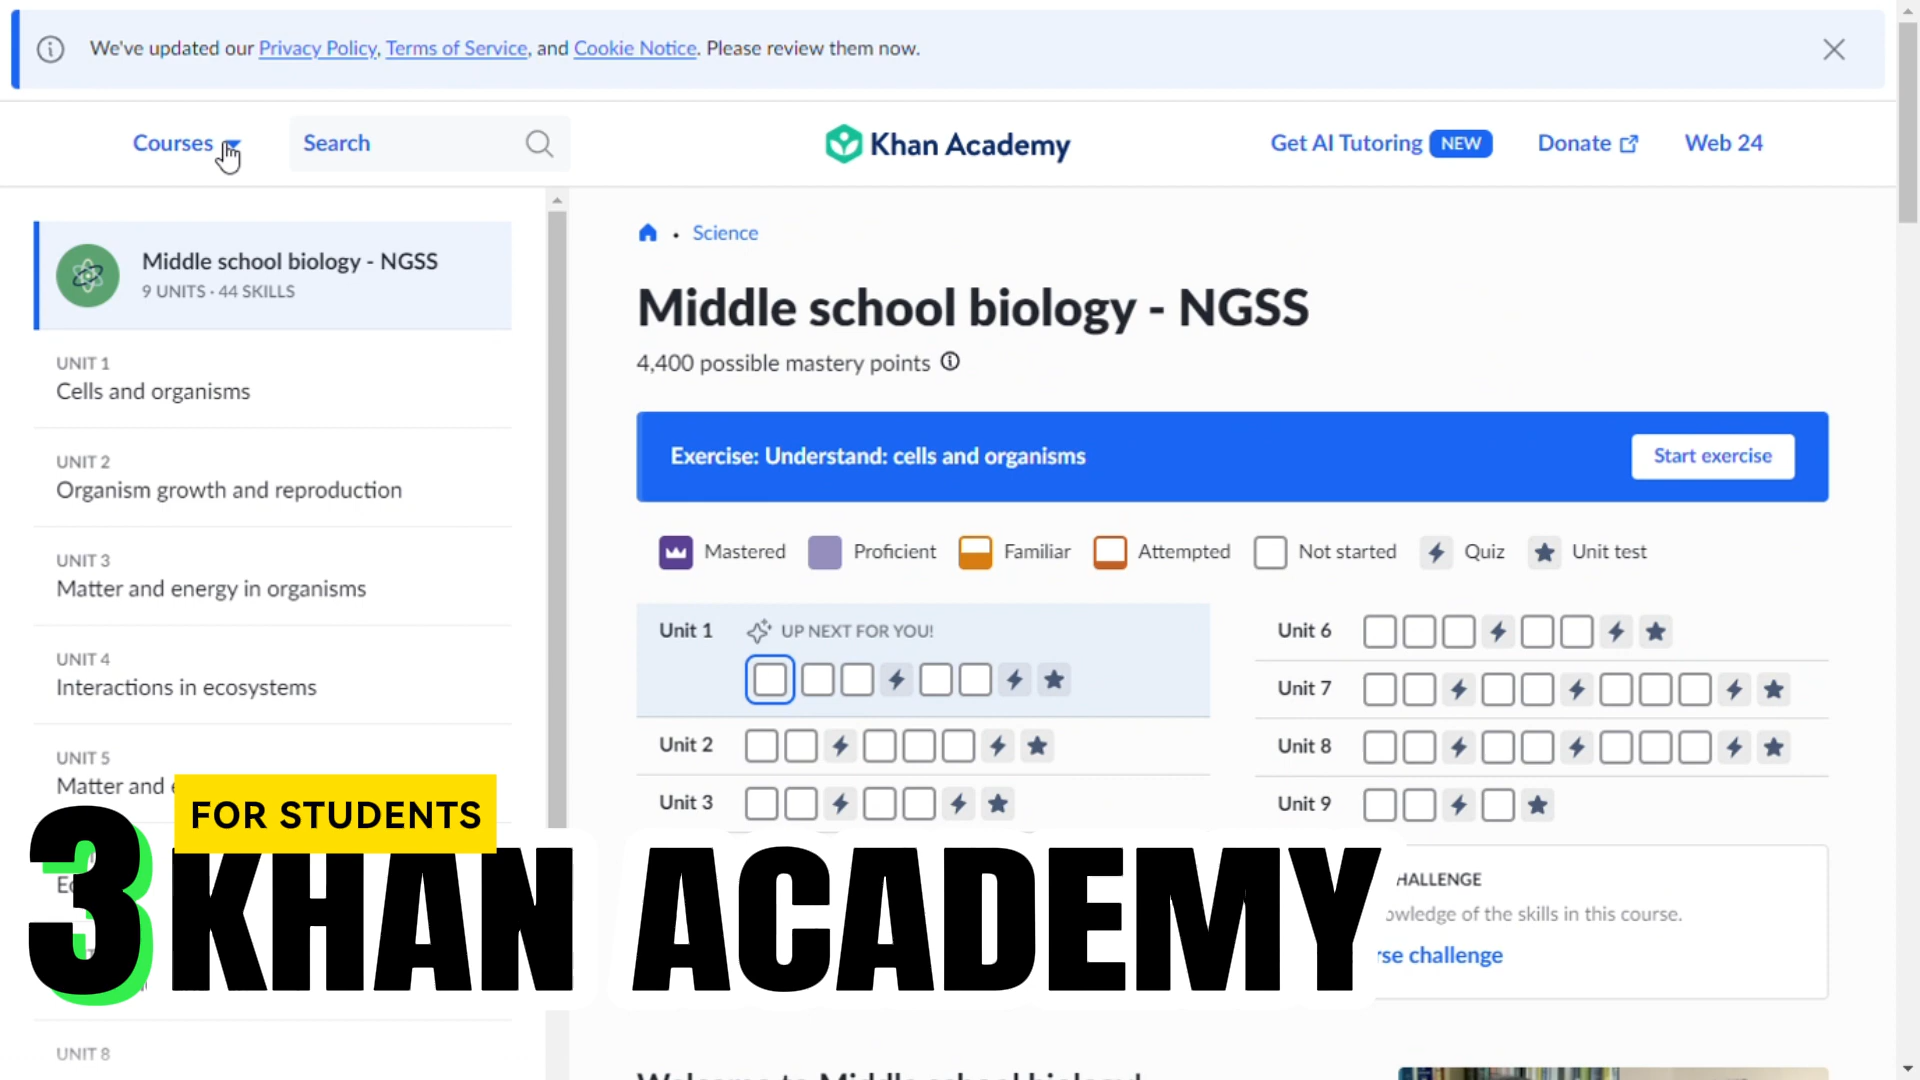 We've updated our Privacy Policy, Terms of Service, and Cookie Notice. Please review them now.
Courses
Search
Khan Academy
Get AI Tutoring NEW
Donate
Web 24
Middle school biology - NGSS
9 UNITS · 44 SKILLS
UNIT 1
Cells and organisms
UNIT 2
Organism growth and reproduction
UNIT 3
Matter and energy in organisms
UNIT 4
Interactions in ecosystems
UNIT 5
Matter and
UNIT 8
Science
Middle school biology - NGSS
4,400 possible mastery points
Exercise: Understand: cells and organisms
Start exercise
Mastered Proficient Familiar Attempted Not started Quiz Unit test
Unit 1 UP NEXT FOR YOU!
Unit 2
Unit 3
Unit 6
Unit 7
Unit 8
Unit 9
HALLENGE
owledge of the skills in this course.
rse challenge
Welcome to Middle school biology!
FOR STUDENTS
3 KHAN ACADEMY